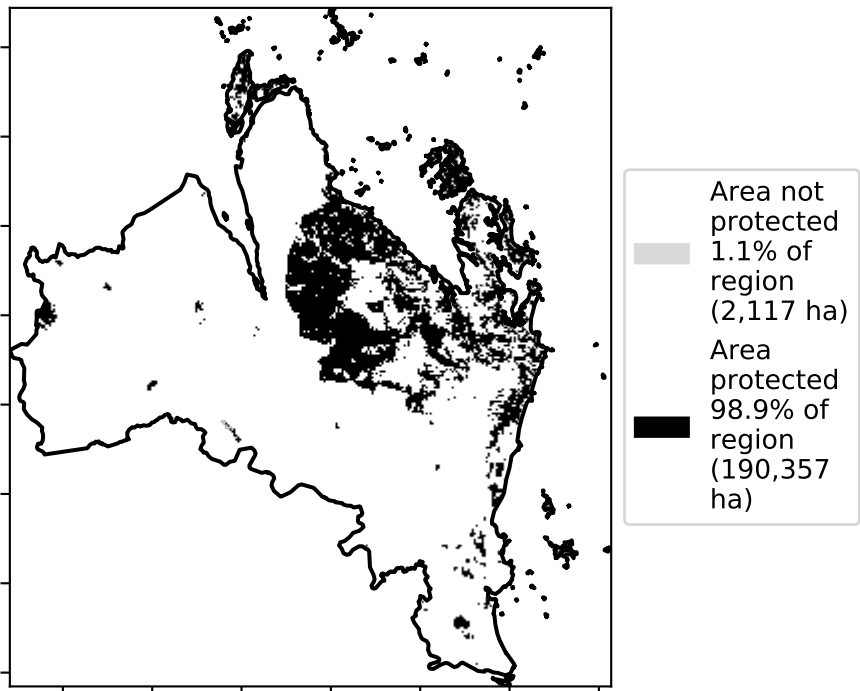 Area not
protected
1.1% of
region
(2,117 ha)
Area
protected
98.9% of
region
(190,357
ha)